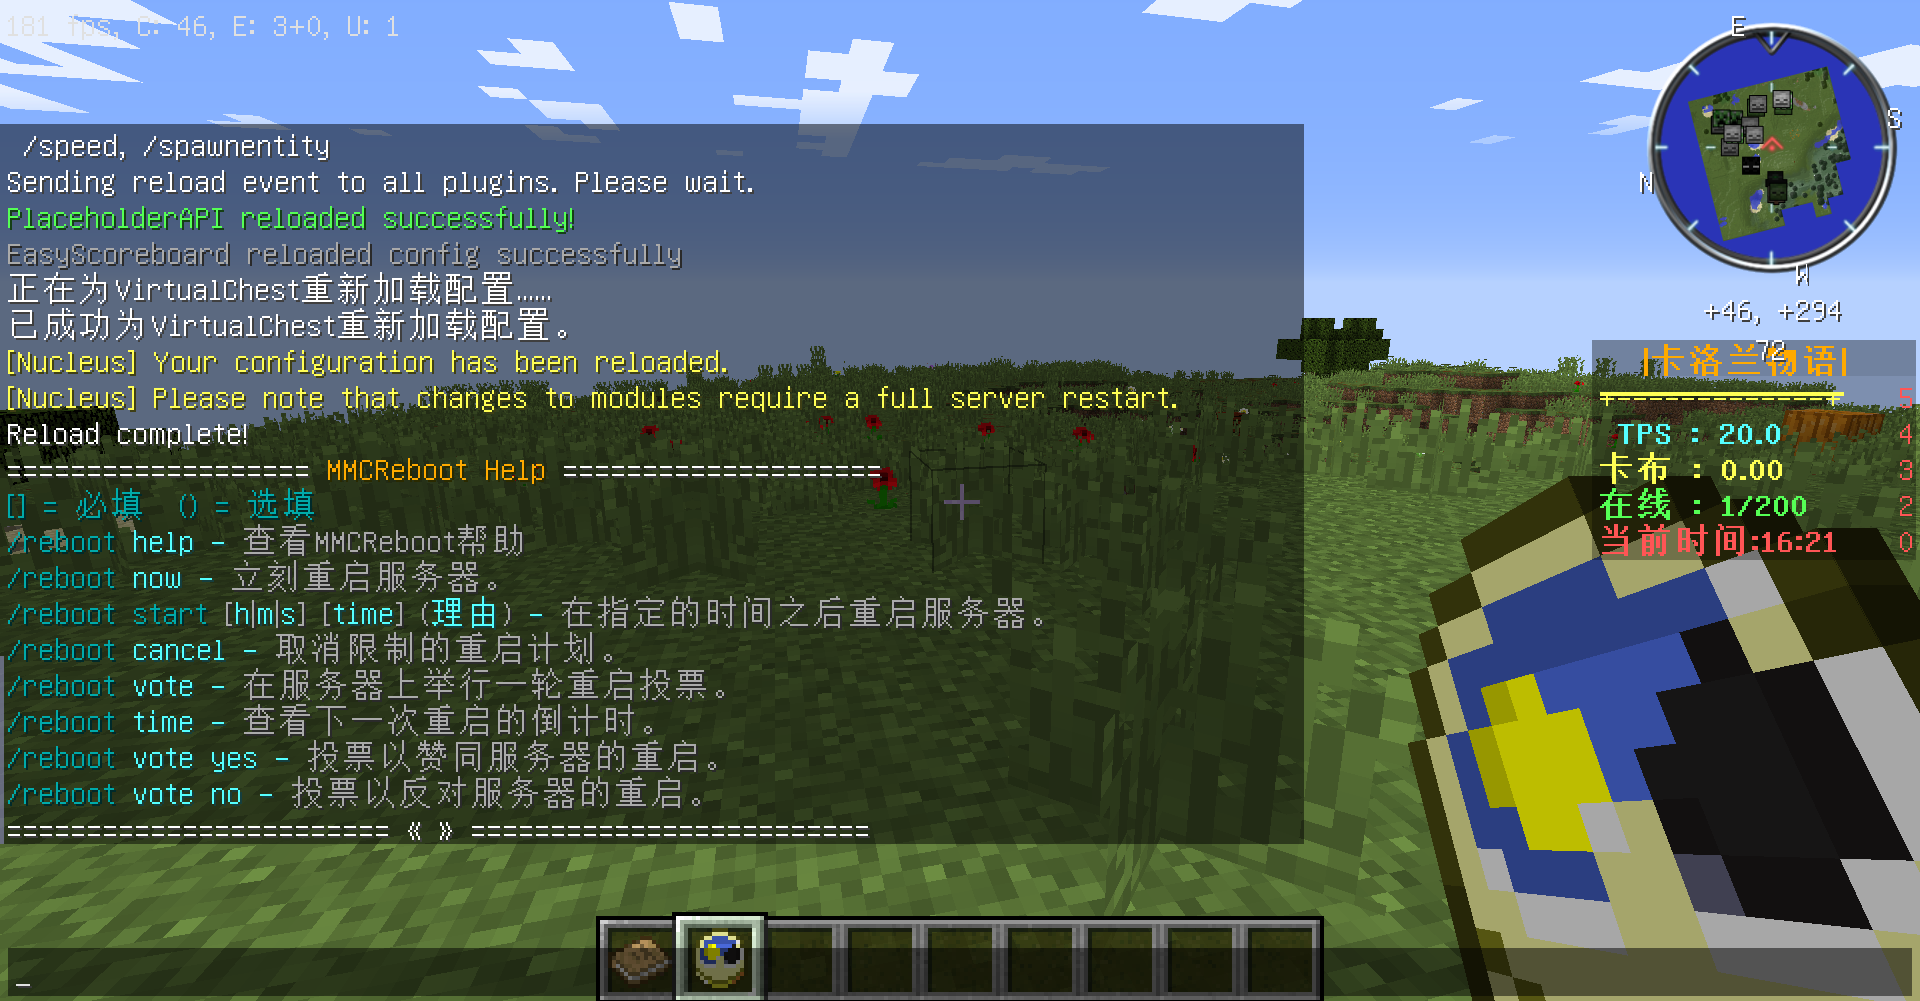 181 fps, C: 46, E: 3+0, U: 1
/speed, /spawnentity
Sending reload event to all plugins. Please wait.
PlaceholderAPI reloaded successfully!
EasyScoreboard reloaded config successfully
正在为VirtualChest重新加载配置……
已成功为VirtualChest重新加载配置。
[Nucleus] Your configuration has been reloaded.
[Nucleus] Please note that changes to modules require a full server restart.
Reload complete!
=================== MMCReboot Help ====================
[] = 必填  () = 选填
/reboot help - 查看MMCReboot帮助
/reboot now - 立刻重启服务器。
/reboot start [h|m|s] [time] (理由) - 在指定的时间之后重启服务器。
/reboot cancel - 取消限制的重启计划。
/reboot vote - 在服务器上举行一轮重启投票。
/reboot time - 查看下一次重启的倒计时。
/reboot vote yes - 投票以赞同服务器的重启。
/reboot vote no - 投票以反对服务器的重启。
======================== « » =========================
_
E
S
N
W
+46, +294
72
|卡洛兰物语|
+--------------+ 5
TPS : 20.0 4
卡布 : 0.00 3
在线 : 1/200 2
当前时间:16:21 0